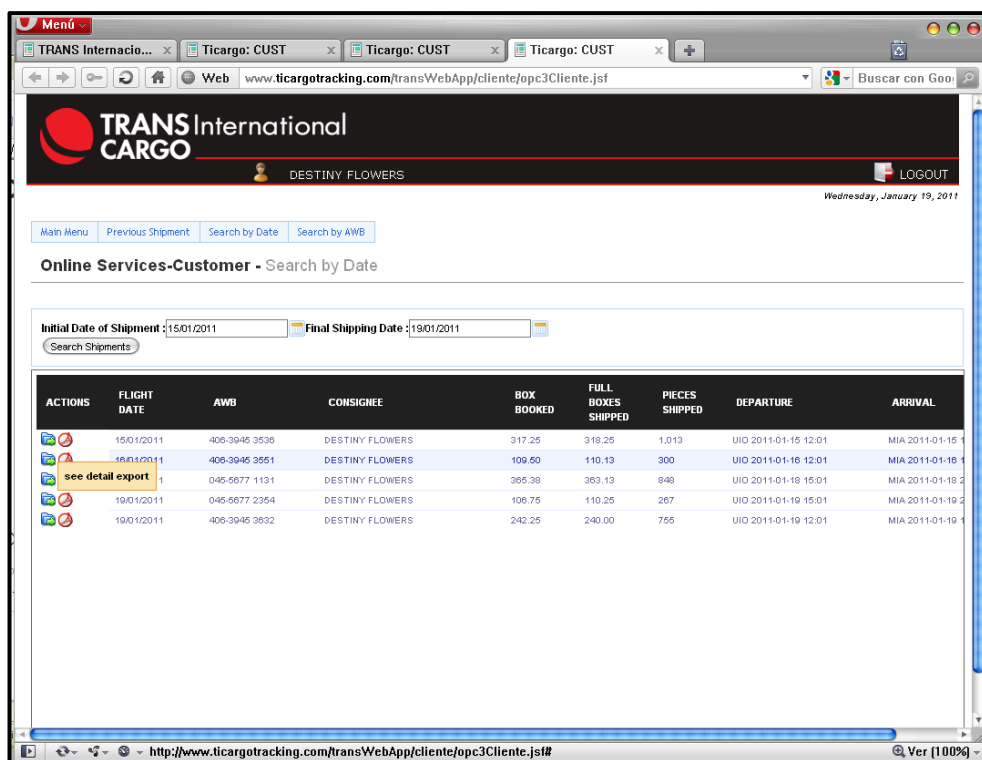 Menú
TRANS Internacio... x Ticargo: CUST x Ticargo: CUST x Ticargo: CUST x
Web www.ticargotracking.com/transWebApp/cliente/opc3Cliente.jsf Buscar con Goo
TRANS International
CARGO
DESTINY FLOWERS LOGOUT
Wednesday, January 19, 2011
Main Menu Previous Shipment Search by Date Search by AWB
Online Services-Customer - Search by Date
Initial Date of Shipment : 15/01/2011 Final Shipping Date : 19/01/2011
Search Shipments
ACTIONS FLIGHT DATE AWB CONSIGNEE BOX BOOKED FULL BOXES SHIPPED PIECES SHIPPED DEPARTURE ARRIVAL
15/01/2011 406-3945 3536 DESTINY FLOWERS 317.25 318.25 1,013 UIO 2011-01-15 12:01 MIA 2011-01-15 1
16/01/2011 406-3945 3551 DESTINY FLOWERS 109.50 110.13 300 UIO 2011-01-16 12:01 MIA 2011-01-16 1
see detail export 1 045-5677 1131 DESTINY FLOWERS 365.38 363.13 848 UIO 2011-01-18 15:01 MIA 2011-01-18 2
19/01/2011 045-5677 2354 DESTINY FLOWERS 106.75 110.25 267 UIO 2011-01-19 15:01 MIA 2011-01-19 2
19/01/2011 406-3945 3632 DESTINY FLOWERS 242.25 240.00 755 UIO 2011-01-19 12:01 MIA 2011-01-19 1
http://www.ticargotracking.com/transWebApp/cliente/opc3Cliente.jsf# Ver (100%)